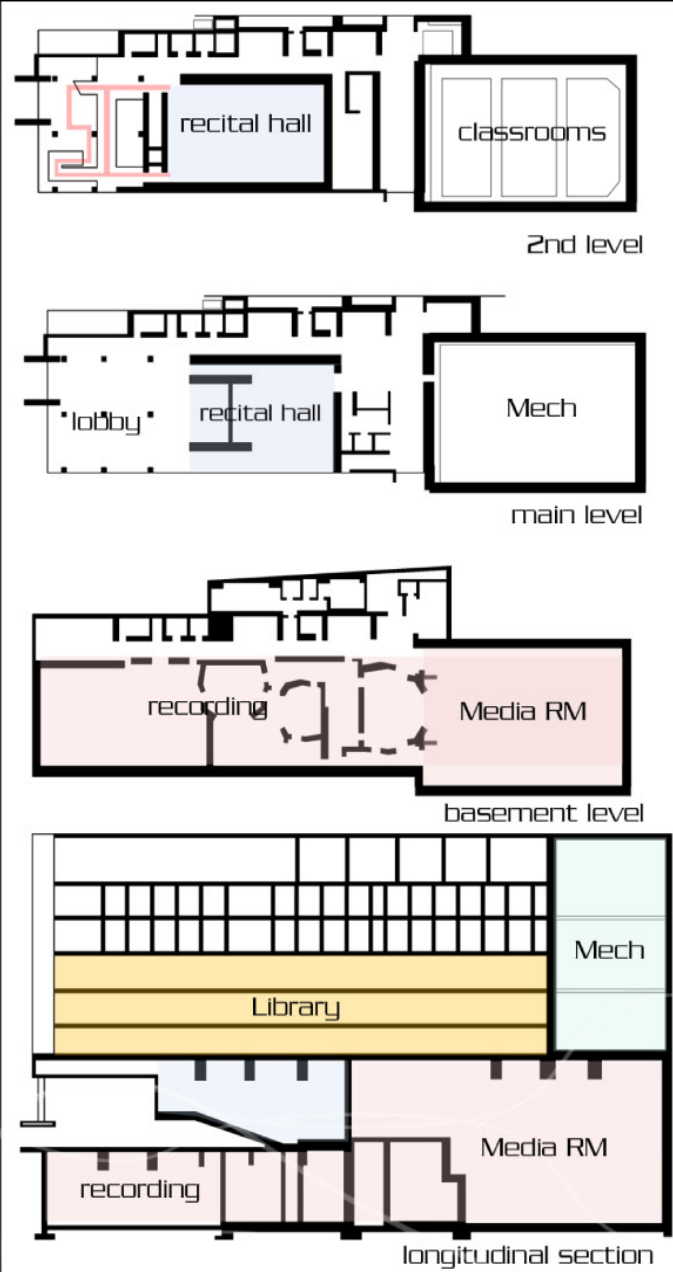 recital hall
classrooms
2nd level
lobby
recital hall
Mech
main level
recording
Media RM
basement level
Mech
Library
Media RM
recording
longitudinal section